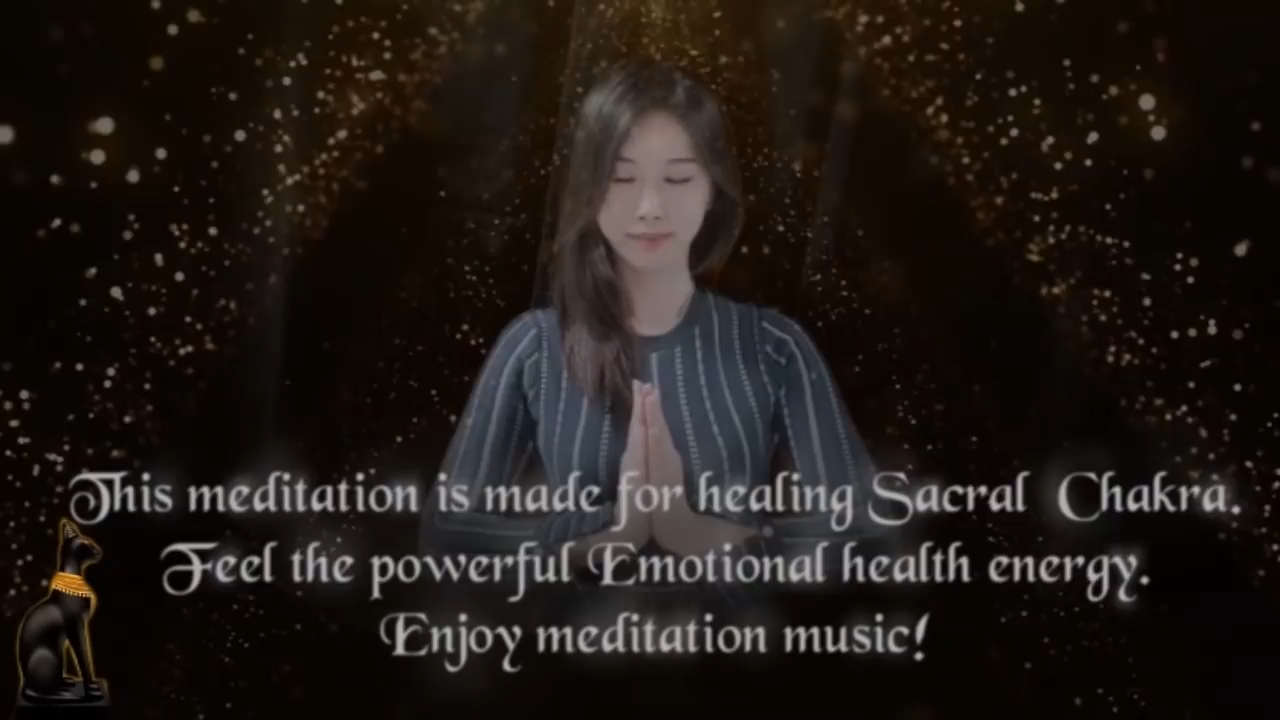 This meditation is made for healing Sacral Chakra.
Feel the powerful Emotional health energy.
Enjoy meditation music!